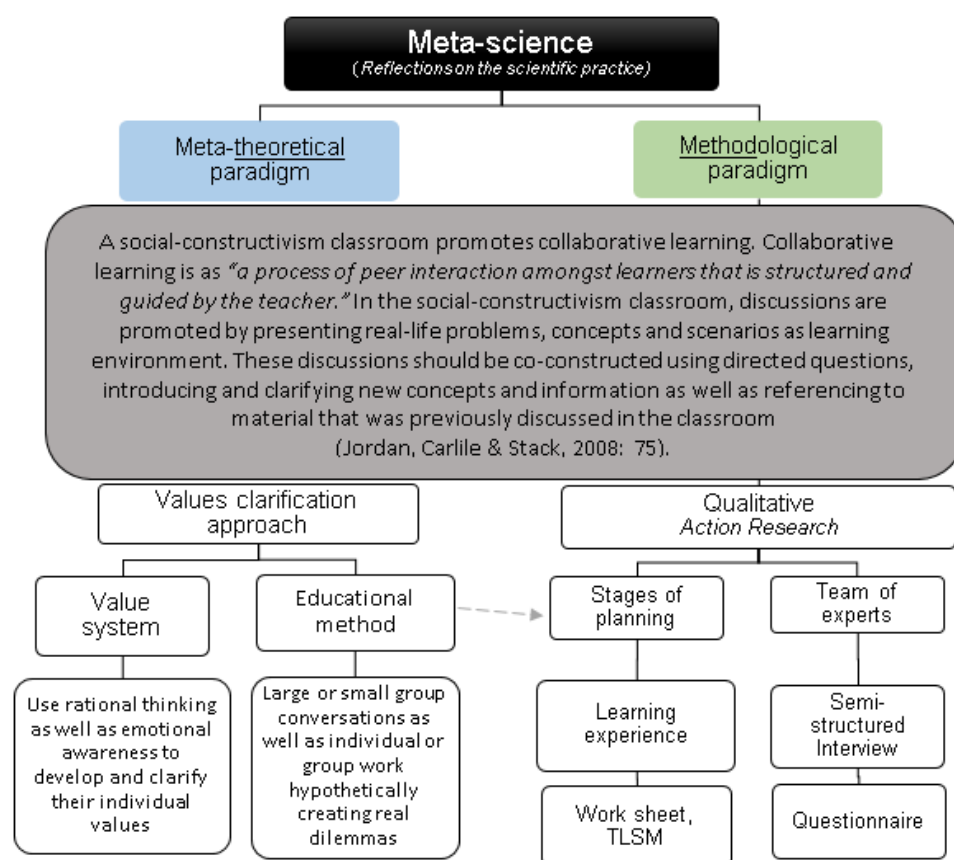 Meta-science
(Reflections on the scientific practice)
Meta-theoretical
paradigm
Methodological
paradigm
A social-constructivism classroom promotes collaborative learning. Collaborative
learning is as “a process of peer interaction amongst learners that is structured and
guided by the teacher.” In the social-constructivism classroom, discussions are
promoted by presenting real-life problems, concepts and scenarios as learning
environment. These discussions should be co-constructed using directed questions,
introducing and clarifying new concepts and information as well as referencing to
material that was previously discussed in the classroom
(Jordan, Carlile & Stack, 2008: 75).
Values clarification
approach
Qualitative
Action Research
Value
system
Educational
method
Stages of
planning
Team of
experts
Use rational thinking
as well as emotional
awareness to
develop and clarify
their individual
values
Large or small group
conversations as
well as individual or
group work
hypothetically
creating real
dilemmas
Learning
experience
Semi-
structured
Interview
Work sheet,
TLSM
Questionnaire